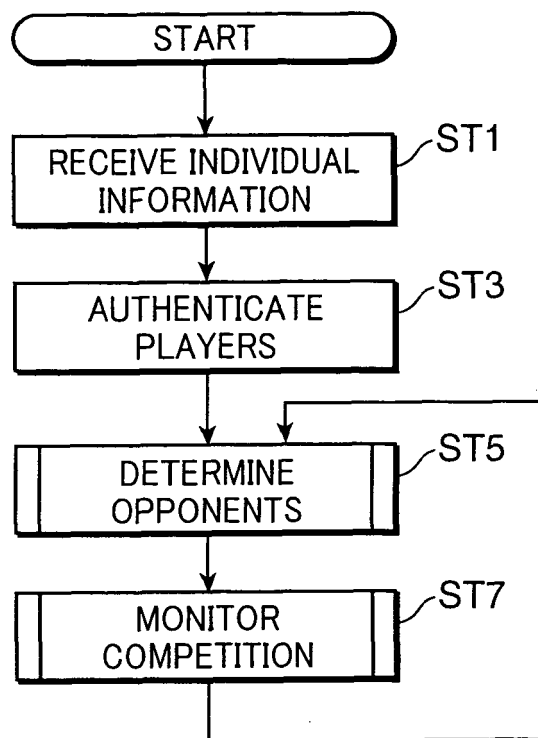 START
ST1
RECEIVE INDIVIDUAL
INFORMATION
ST3
AUTHENTICATE
PLAYERS
ST5
DETERMINE
OPPONENTS
ST7
MONITOR
COMPETITION